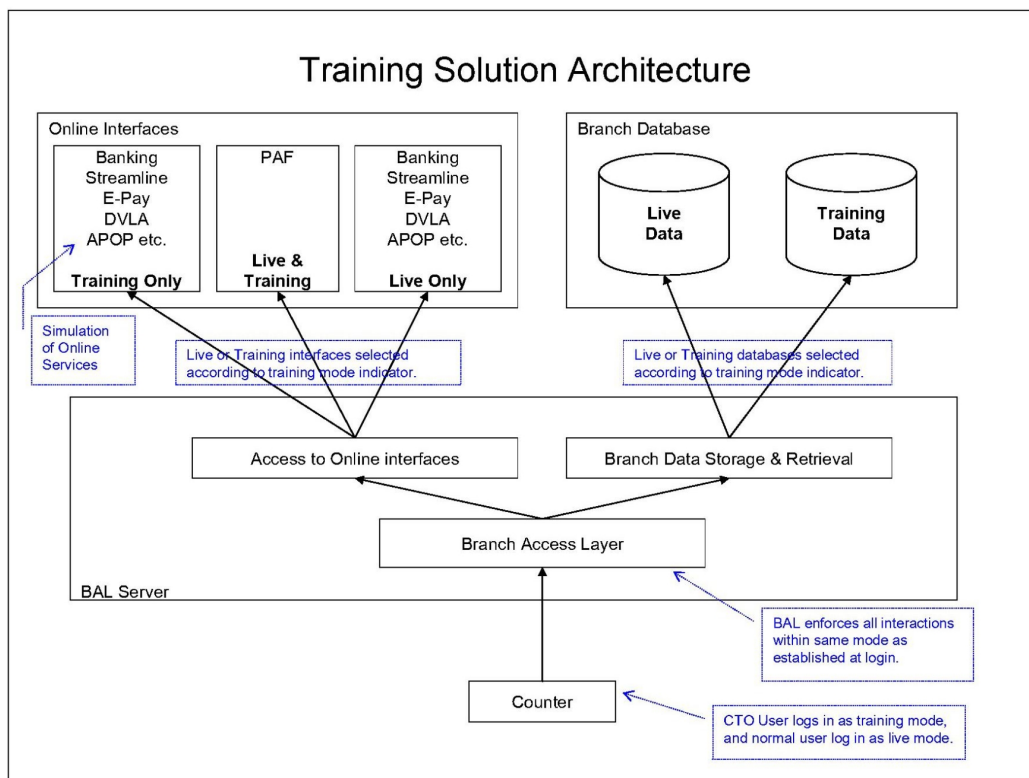 Training Solution Architecture
Online Interfaces
Banking
Streamline
E-Pay
DVLA
APOP etc.
Training Only
PAF
Live &
Training
Banking
Streamline
E-Pay
DVLA
APOP etc.
Live Only
Branch Database
Live
Data
Training
Data
Simulation
of Online
Services
Live or Training interfaces selected
according to training mode indicator.
Live or Training databases selected
according to training mode indicator.
Access to Online interfaces
Branch Data Storage & Retrieval
Branch Access Layer
BAL Server
BAL enforces all interactions
within same mode as
established at login.
Counter
CTO User logs in as training mode,
and normal user log in as live mode.